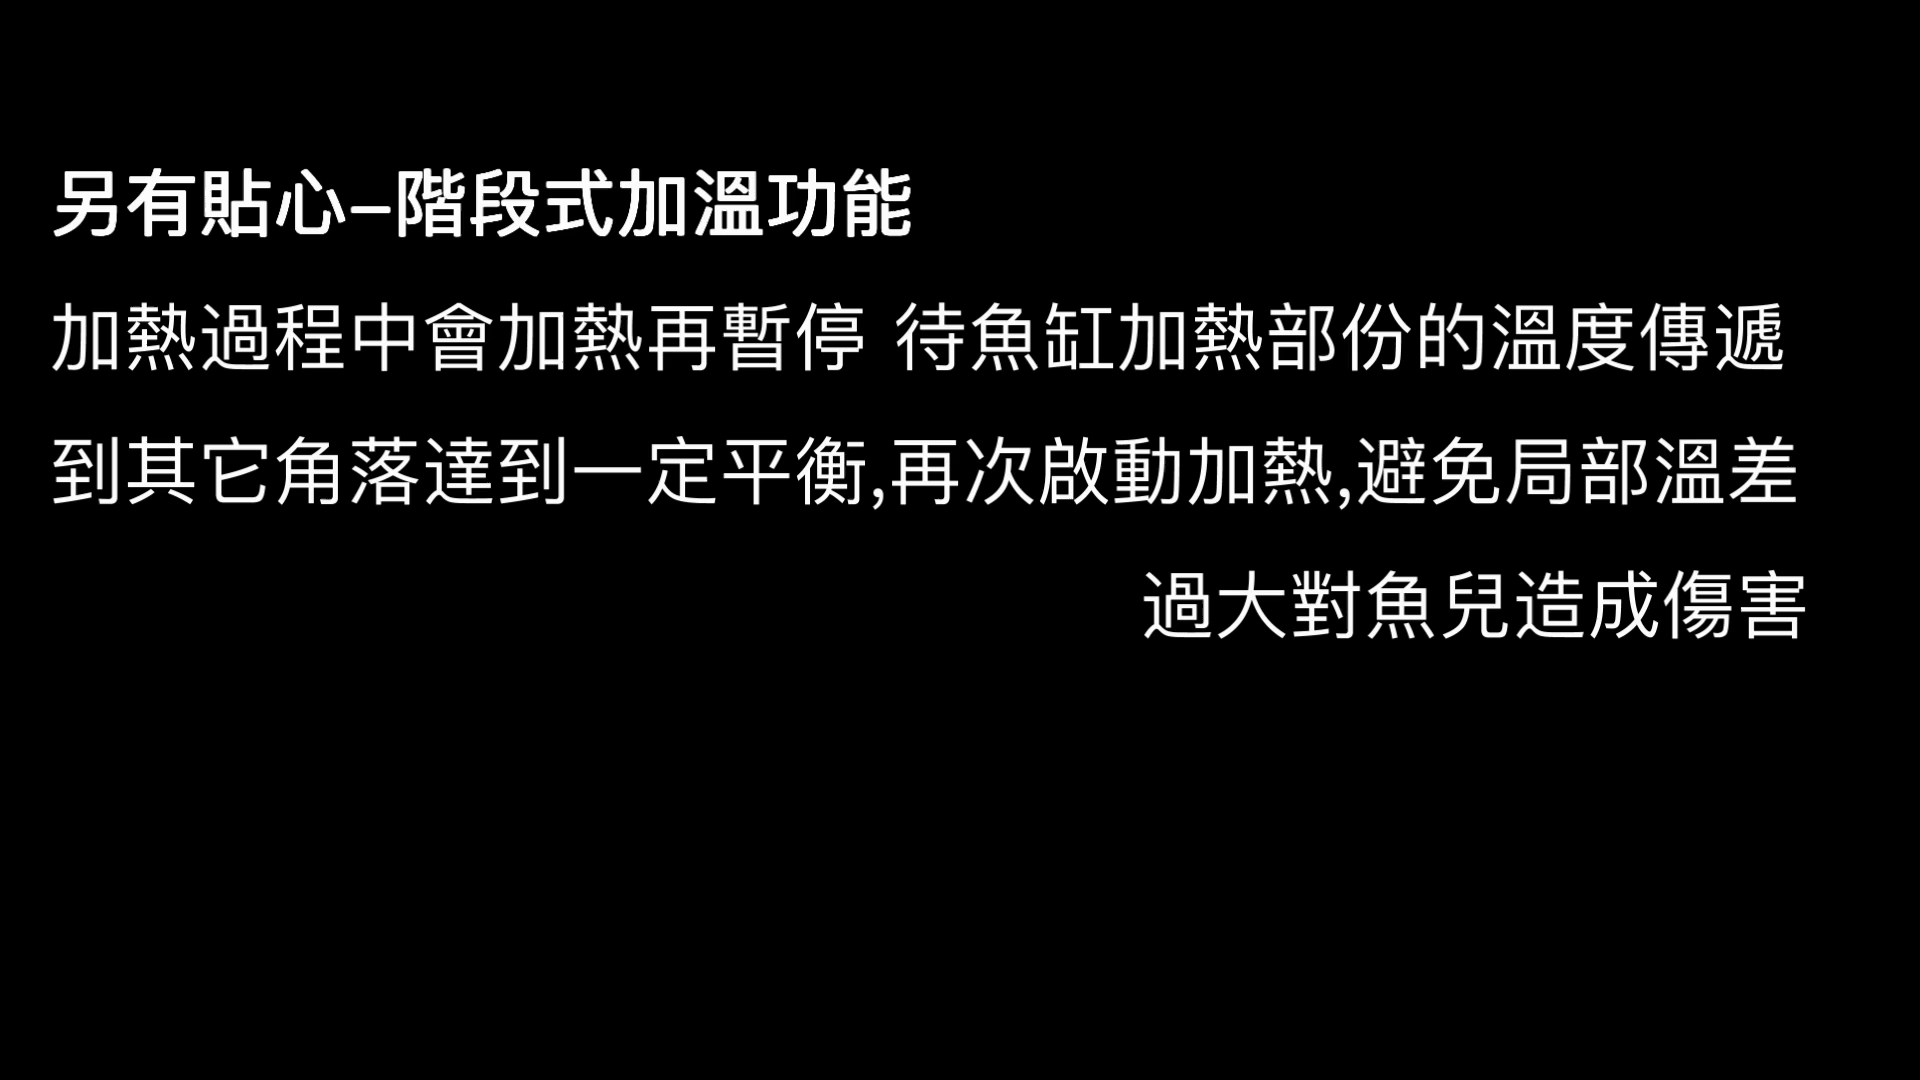 另有貼心–階段式加溫功能
加熱過程中會加熱再暫停 待魚缸加熱部份的溫度傳遞
到其它角落達到一定平衡,再次啟動加熱,避免局部溫差
過大對魚兒造成傷害